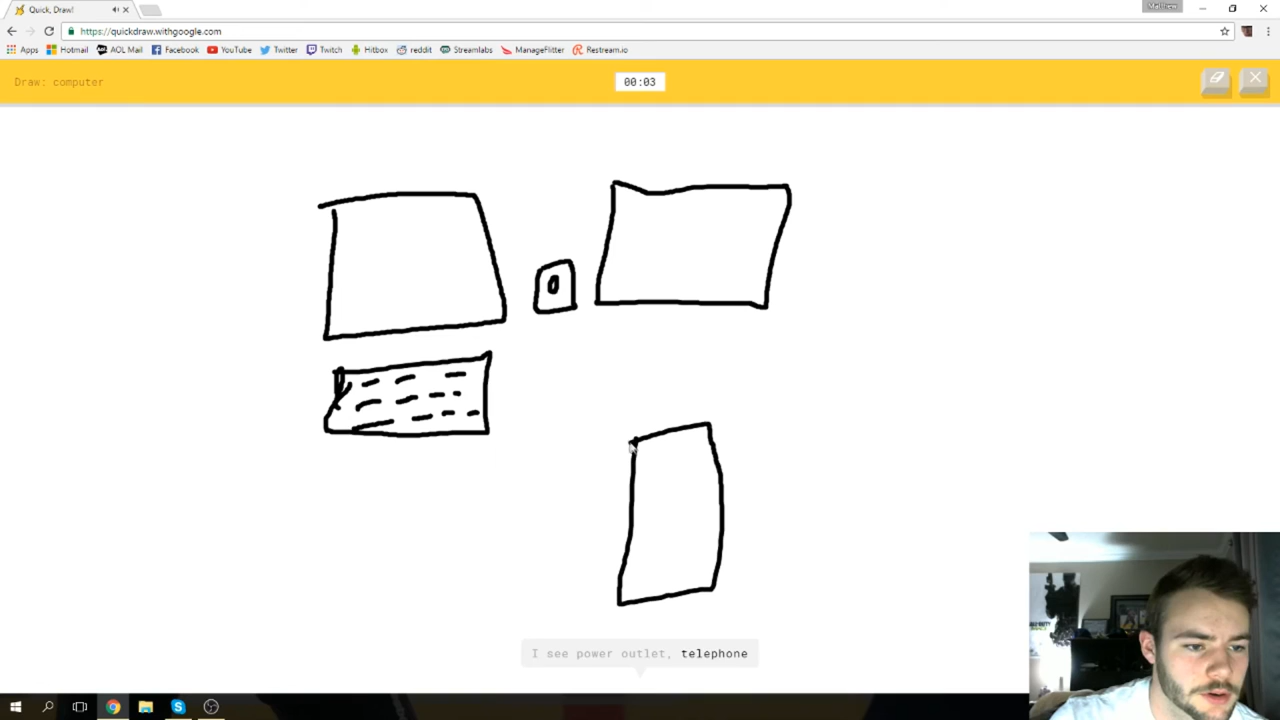 Quick, Draw!
Matthew
https://quickdraw.withgoogle.com
Apps Hotmail AOL Mail Facebook YouTube Twitter Twitch Hitbox reddit Streamlabs ManageFlitter Restream.io
Draw: computer
00:03
I see power outlet, telephone